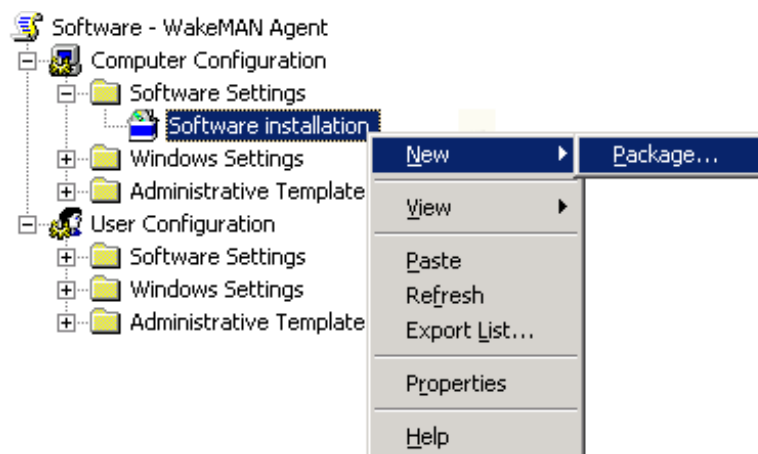 Software - WakeMAN Agent
Computer Configuration
Software Settings
Software installation
Windows Settings
Administrative Template
User Configuration
Software Settings
Windows Settings
Administrative Template
New
Package...
View
Paste
Refresh
Export List...
Properties
Help